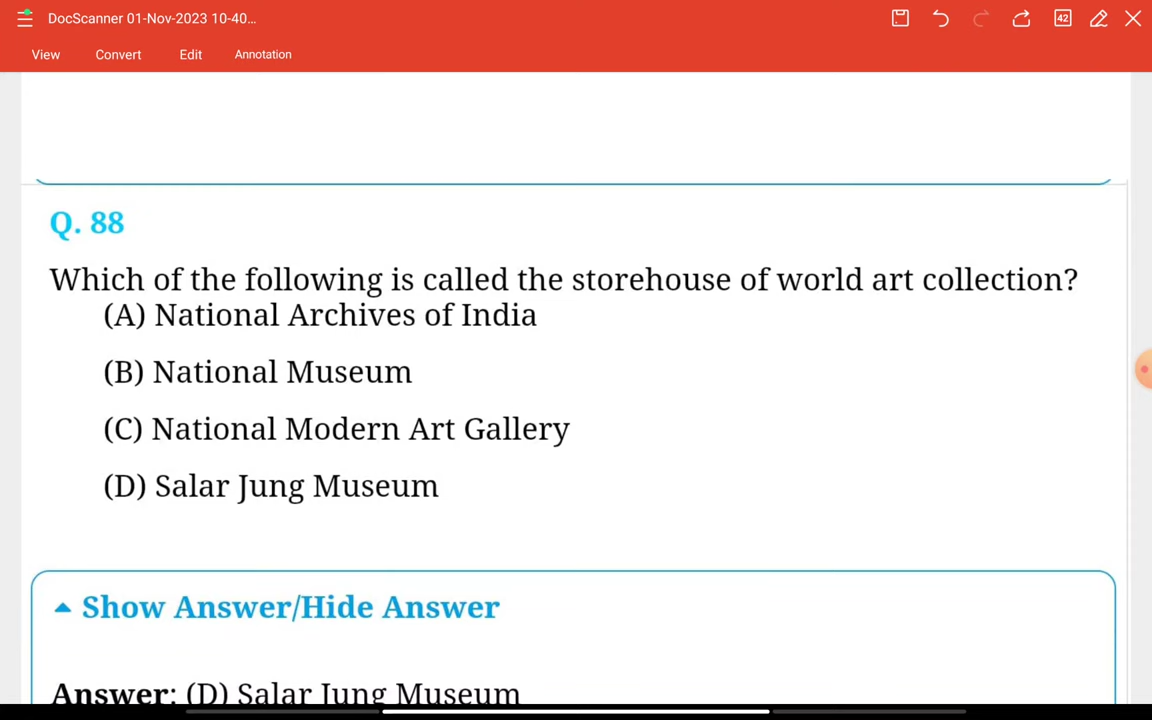 DocScanner 01-Nov-2023 10-40...
42
View Convert Edit Annotation
Q. 88
Which of the following is called the storehouse of world art collection?
(A) National Archives of India
(B) National Museum
(C) National Modern Art Gallery
(D) Salar Jung Museum
Show Answer/Hide Answer
Answer: (D) Salar Jung Museum